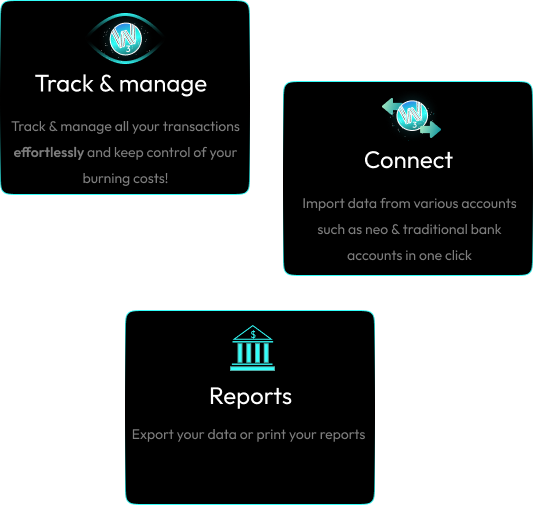 W
3
Track & manage
Track & manage all your transactions
effortlessly and keep control of your
burning costs!
W
3
Connect
Import data from various accounts
such as neo & traditional bank
accounts in one click
$
Reports
Export your data or print your reports